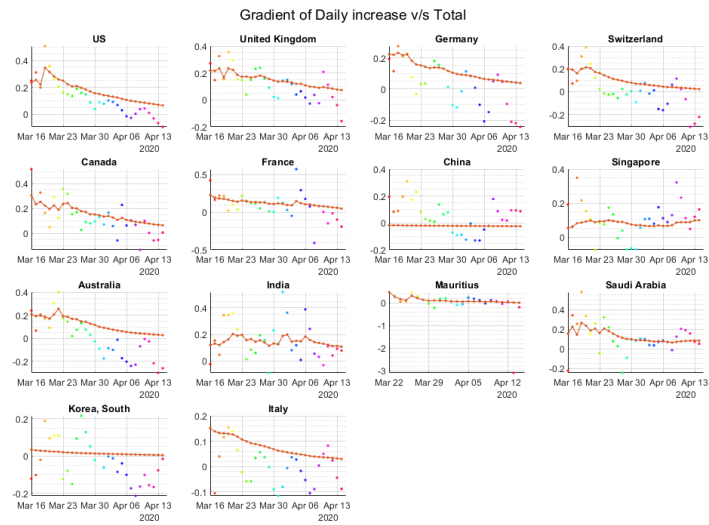 Gradient of Daily increase v/s Total
US
United Kingdom
Germany
Switzerland
0.4
0.2
0
0.4
0.2
0
-0.2
0.2
0
-0.2
0.4
0.2
0
-0.2
Mar 16 Mar 23 Mar 30 Apr 06 Apr 13
2020
Mar 16 Mar 23 Mar 30 Apr 06 Apr 13
2020
Mar 16 Mar 23 Mar 30 Apr 06 Apr 13
2020
Mar 16 Mar 23 Mar 30 Apr 06 Apr 13
2020
Canada
France
China
Singapore
0.4
0.2
0
0.5
0
-0.5
0.4
0.2
0
-0.2
0.4
0.2
0
Mar 16 Mar 23 Mar 30 Apr 06 Apr 13
2020
Mar 16 Mar 23 Mar 30 Apr 06 Apr 13
2020
Mar 16 Mar 23 Mar 30 Apr 06 Apr 13
2020
Mar 16 Mar 23 Mar 30 Apr 06 Apr 13
2020
Australia
India
Mauritius
Saudi Arabia
0.4
0.2
0
-0.2
0.4
0.2
0
0
-1
-2
-3
0.5
0
Mar 16 Mar 23 Mar 30 Apr 06 Apr 13
2020
Mar 16 Mar 23 Mar 30 Apr 06 Apr 13
2020
Mar 22 Mar 29 Apr 05 Apr 12
2020
Mar 16 Mar 23 Mar 30 Apr 06 Apr 13
2020
Korea, South
Italy
0.2
0
-0.2
0.2
0.1
0
-0.1
Mar 16 Mar 23 Mar 30 Apr 06 Apr 13
2020
Mar 16 Mar 23 Mar 30 Apr 06 Apr 13
2020